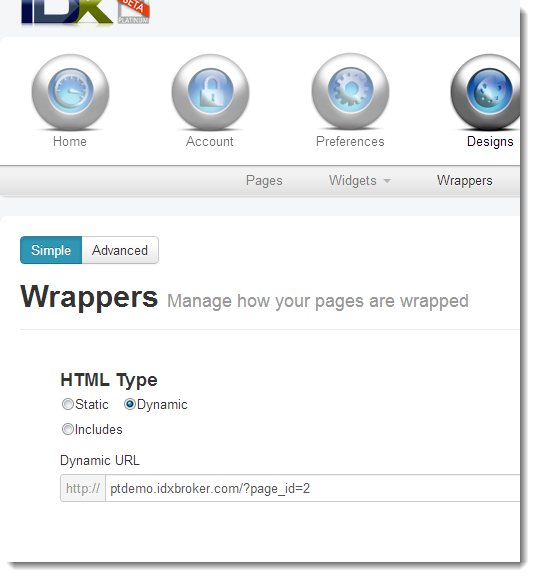 IDX
BETA
PLATINUM
Home Account Preferences Designs
Pages Widgets Wrappers
Simple Advanced
Wrappers Manage how your pages are wrapped
HTML Type
Static Dynamic
Includes
Dynamic URL
http:// ptdemo.idxbroker.com/?page_id=2